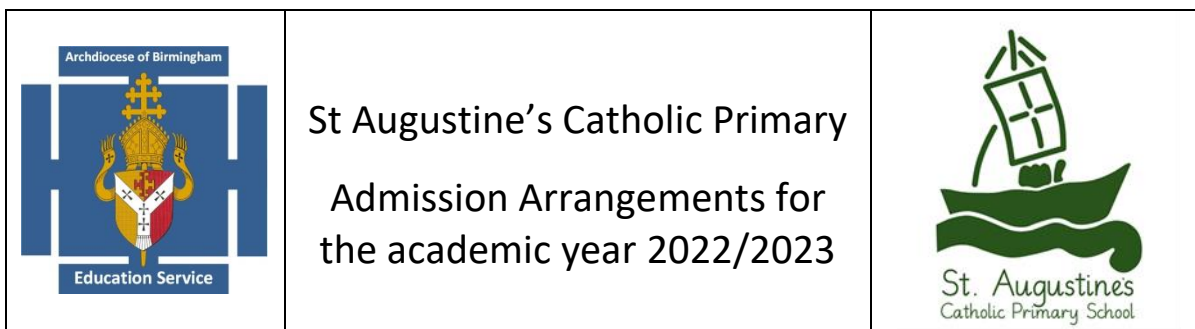 Archdiocese of Birmingham
Education Service
St Augustine’s Catholic Primary
Admission Arrangements for
the academic year 2022/2023
St. Augustine's
Catholic Primary School